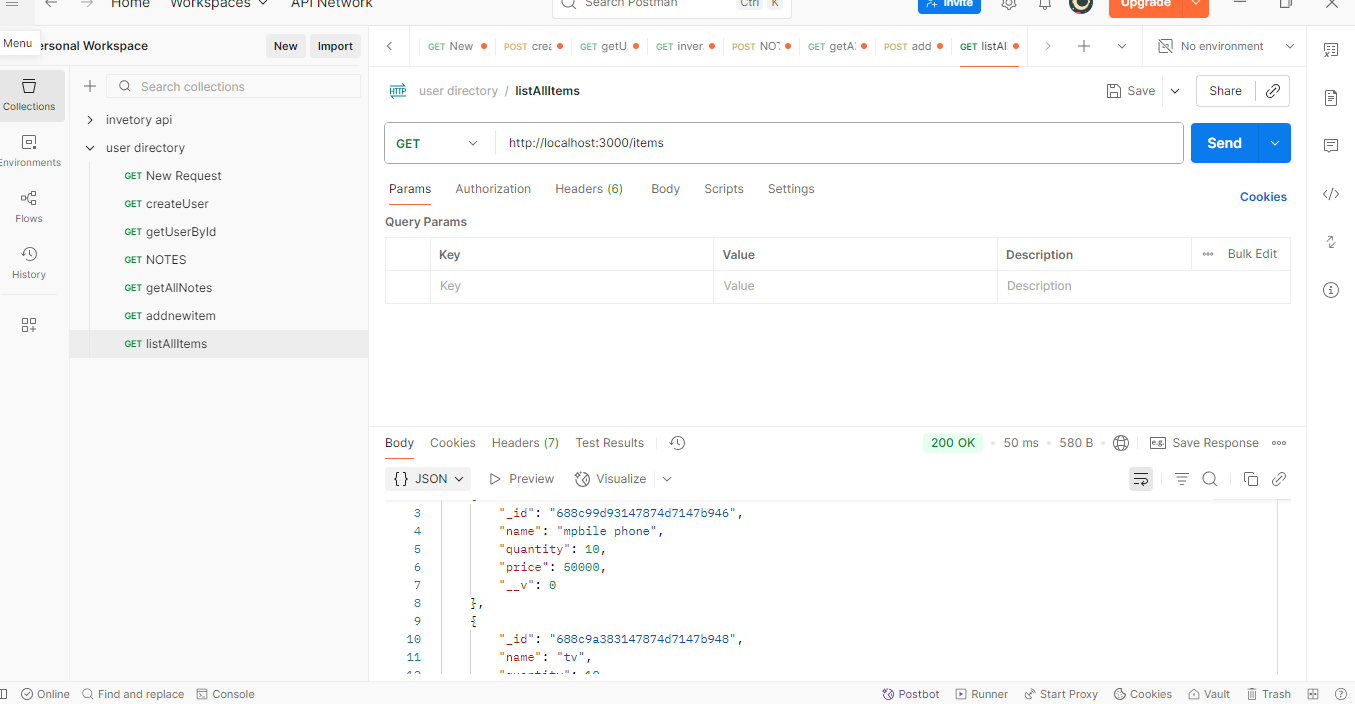 Home Workspaces API Network Search Postman Ctrl K Invite Upgrade
Menu
ersonal Workspace New Import
GET New POST crea GET getU GET inver POST NOT GET getA POST add GET listAl No environment
Search collections
Collections
invetory api
user directory
GET New Request
GET createUser
GET getUserById
GET NOTES
GET getAllNotes
GET addnewitem
GET listAllItems
Environments
Flows
History
HTTP user directory / listAllItems Save Share
GET http://localhost:3000/items Send
Params Authorization Headers (6) Body Scripts Settings Cookies
Query Params
Key Value Description Bulk Edit
Key Value Description
Body Cookies Headers (7) Test Results 200 OK 50 ms 580 B e.g. Save Response
{} JSON Preview Visualize
3 "_id": "688c99d93147874d7147b946",
4 "name": "mpbile phone",
5 "quantity": 10,
6 "price": 50000,
7 "__v": 0
8 },
9 {
10 "_id": "688c9a383147874d7147b948",
11 "name": "tv",
12 "quantity": 10
Online Find and replace Console Postbot Runner Start Proxy Cookies Vault Trash